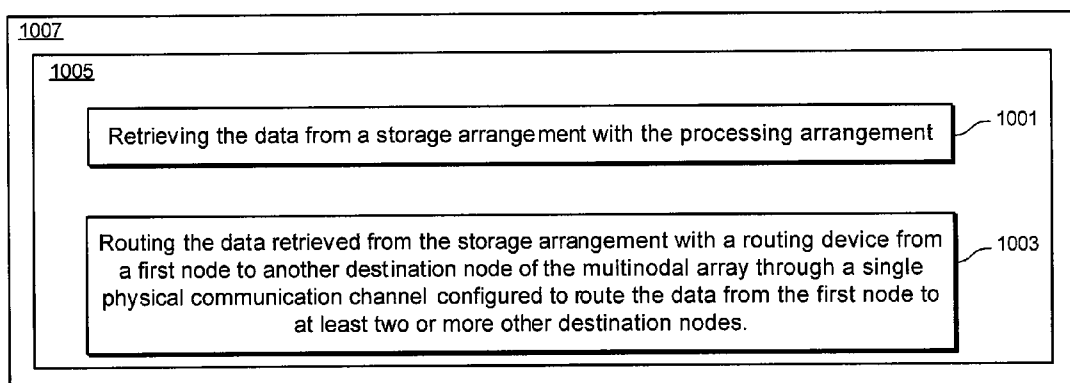 1007
1005
Retrieving the data from a storage arrangement with the processing arrangement
1001
Routing the data retrieved from the storage arrangement with a routing device from
a first node to another destination node of the multinodal array through a single
physical communication channel configured to route the data from the first node to
at least two or more other destination nodes.
1003